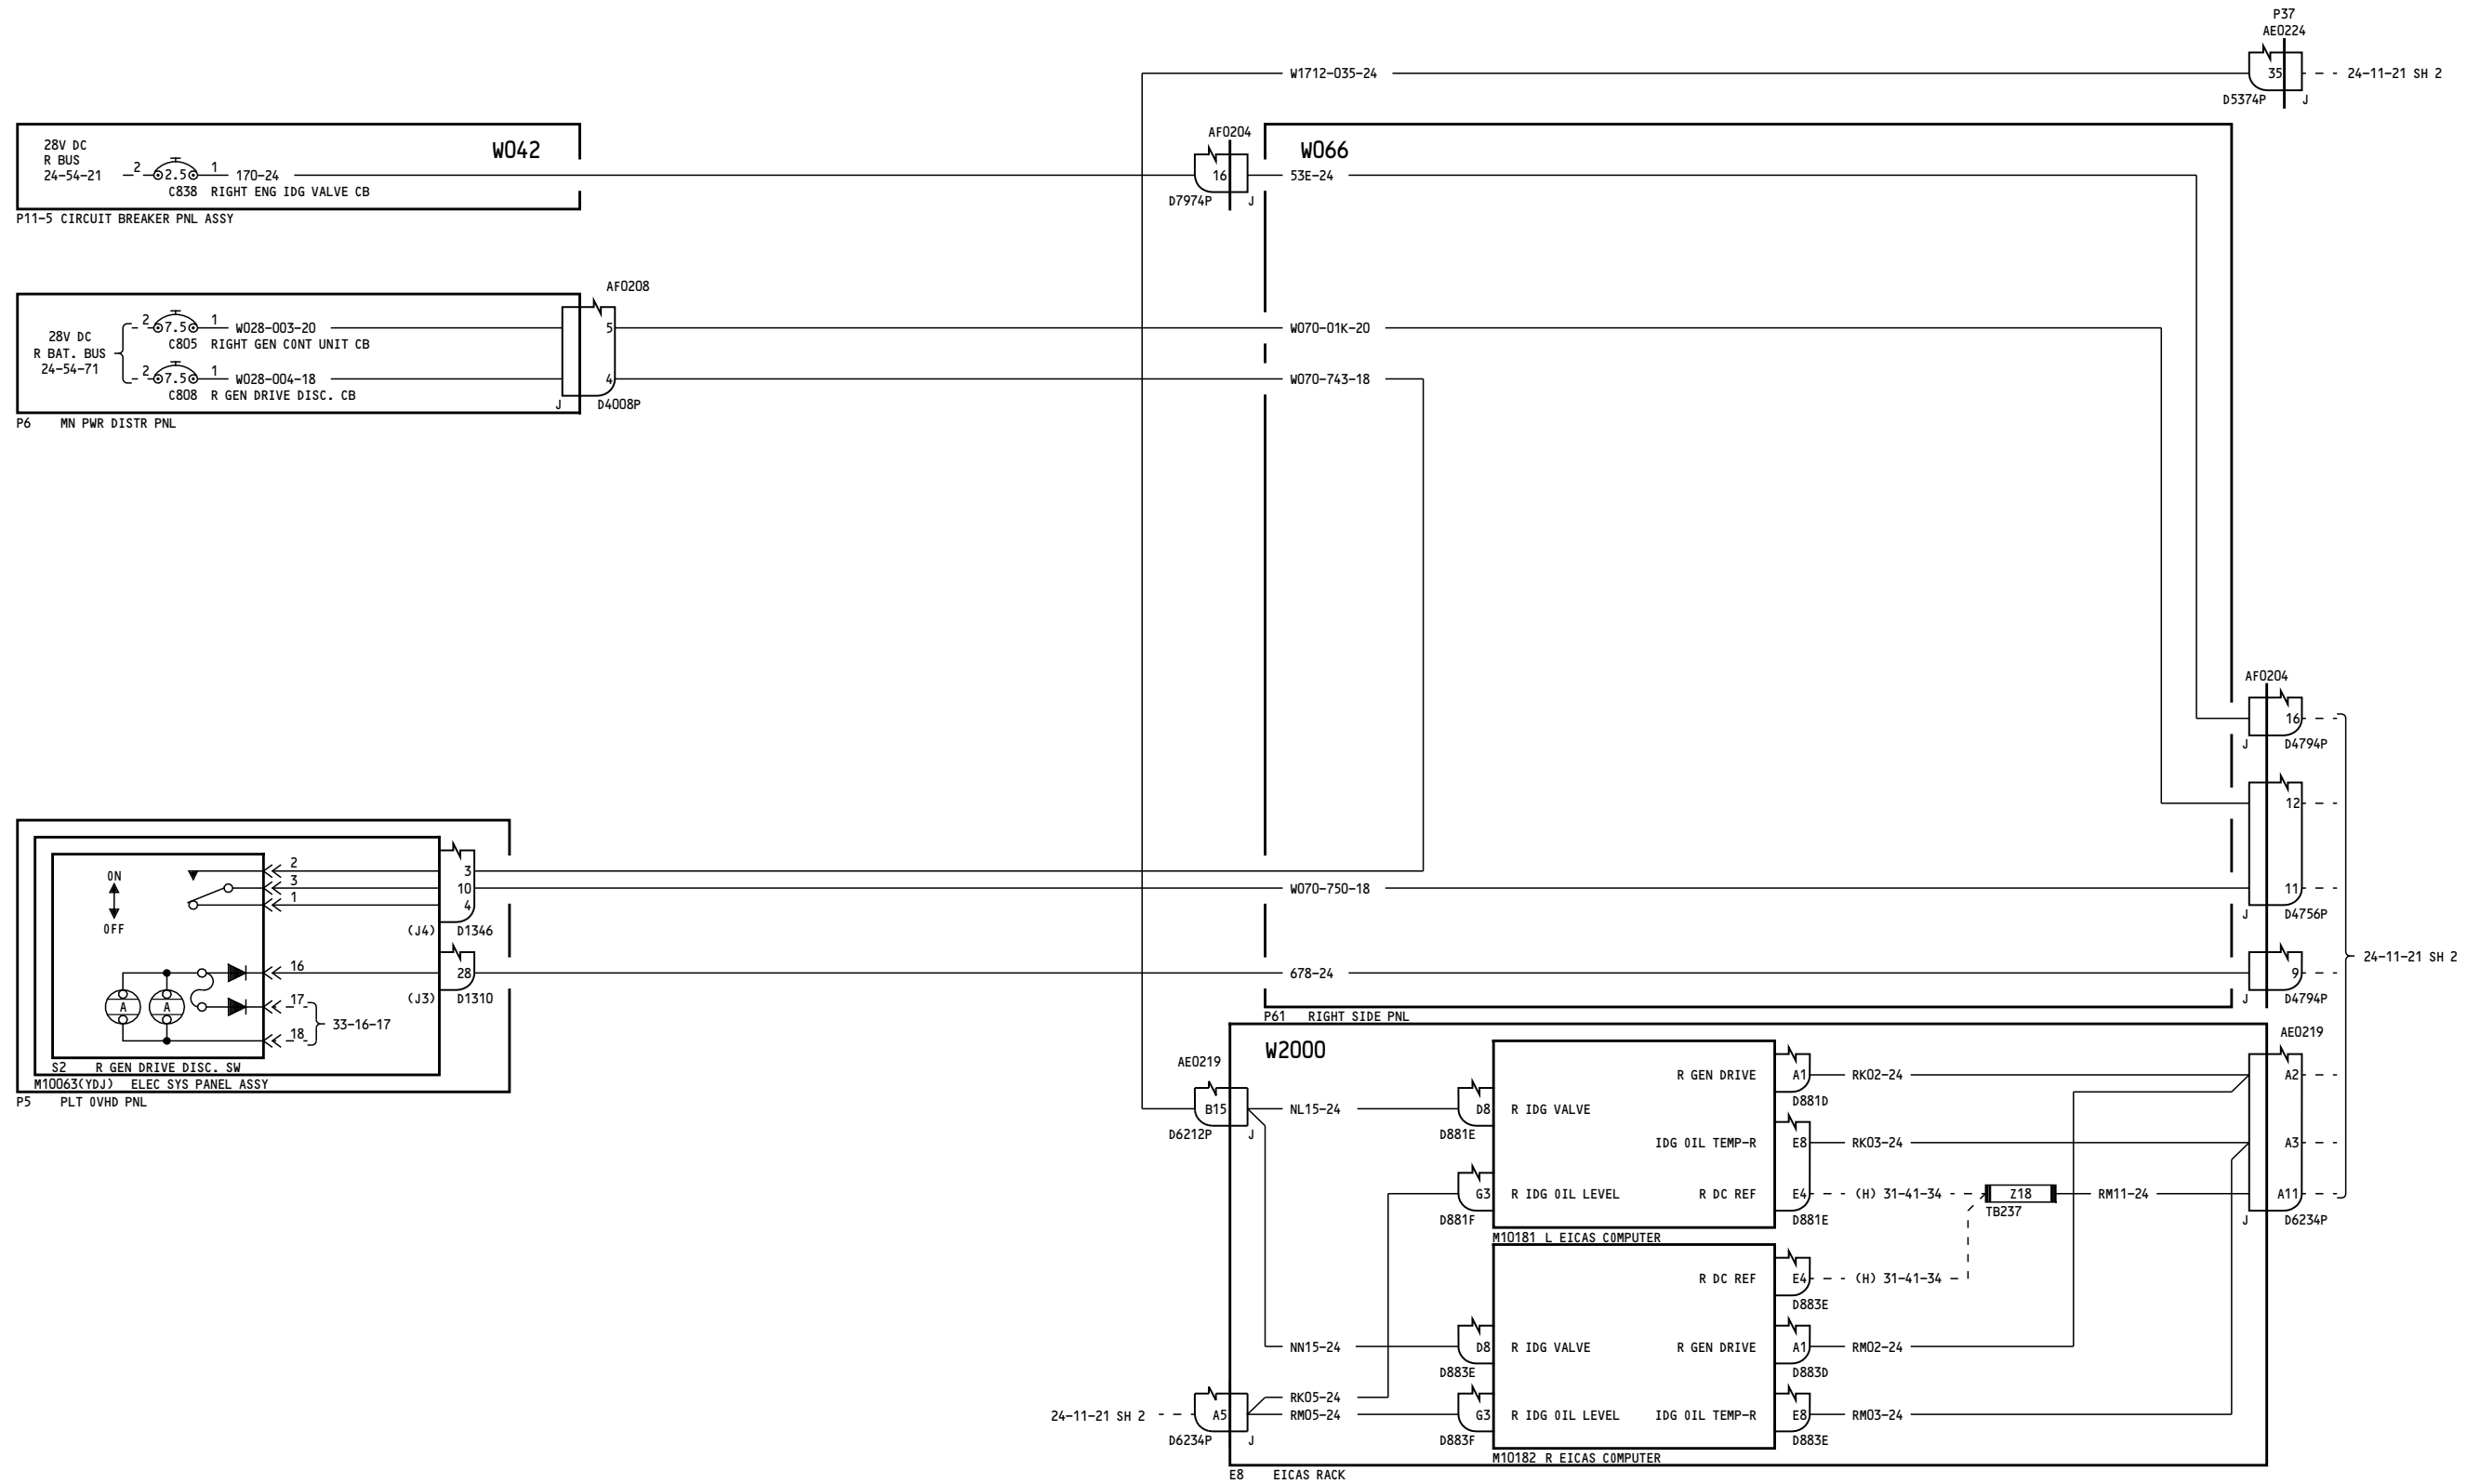 P37
AE0224
W1712-035-24
35
24-11-21 SH 2
D5374P
J
28V DC
R BUS
24-54-21
W042
2
2.5
1
170-24
C838 RIGHT ENG IDG VALVE CB
P11-5 CIRCUIT BREAKER PNL ASSY
AF0204
16
D7974P
J
W066
53E-24
AF0208
28V DC
R BAT. BUS
24-54-71
2
7.5
1
W028-003-20
C805 RIGHT GEN CONT UNIT CB
2
7.5
1
W028-004-18
C808 R GEN DRIVE DISC. CB
5
4
J
D4008P
P6 MN PWR DISTR PNL
W070-01K-20
W070-743-18
AF0204
16
J
D4794P
12
11
J
D4756P
9
J
D4794P
24-11-21 SH 2
ON
OFF
2
3
1
3
10
4
(J4) D1346
W070-750-18
16
28
(J3) D1310
678-24
A
A
17
18
33-16-17
S2 R GEN DRIVE DISC. SW
M10063(YDJ) ELEC SYS PANEL ASSY
P5 PLT OVHD PNL
P61 RIGHT SIDE PNL
W2000
AE0219
B15
D6212P
J
NL15-24
D8
D881E
R IDG VALVE
R GEN DRIVE
A1
D881D
RK02-24
IDG OIL TEMP-R
E8
RK03-24
G3
D881F
R IDG OIL LEVEL
R DC REF
E4
D881E
(H) 31-41-34
Z18
TB237
RM11-24
M10181 L EICAS COMPUTER
AE0219
A2
A3
A11
J
D6234P
R DC REF
E4
D883E
(H) 31-41-34
NN15-24
D8
D883E
R IDG VALVE
R GEN DRIVE
A1
D883D
RM02-24
24-11-21 SH 2
A5
D6234P
J
RK05-24
RM05-24
G3
D883F
R IDG OIL LEVEL
IDG OIL TEMP-R
E8
D883E
RM03-24
M10182 R EICAS COMPUTER
E8 EICAS RACK